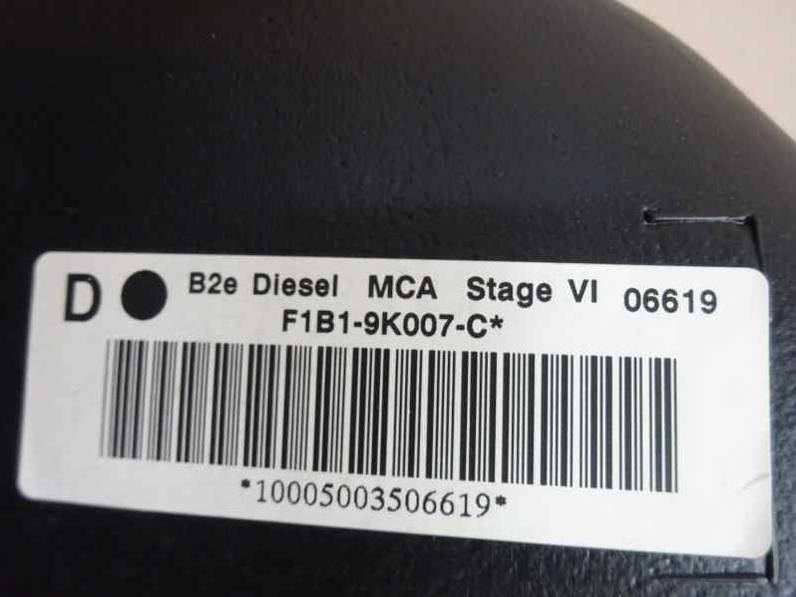 D B2e Diesel MCA Stage VI 06619
F1B1-9K007-C*
*10005003506619*